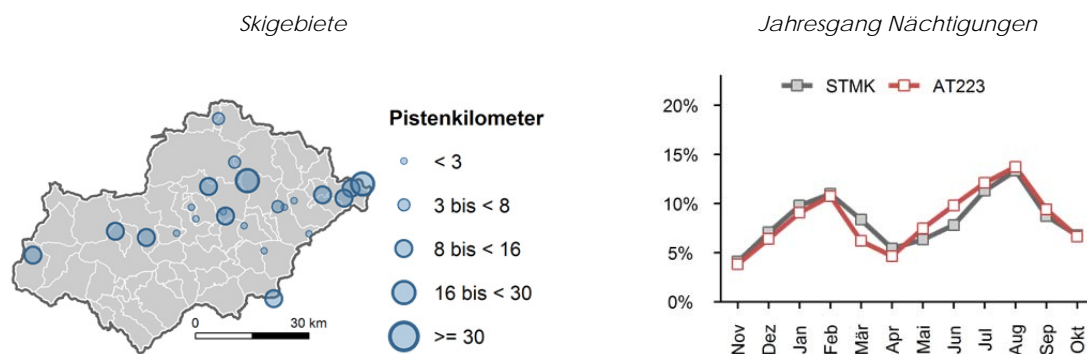 Skigebiete
Pistenkilometer
< 3
3 bis < 8
8 bis < 16
16 bis < 30
>= 30
0 30 km
Jahresgang Nächtigungen
STMK AT223
20%
15%
10%
5%
0%
Nov Dez Jan Feb Mär Apr Mai Jun Jul Aug Sep Okt